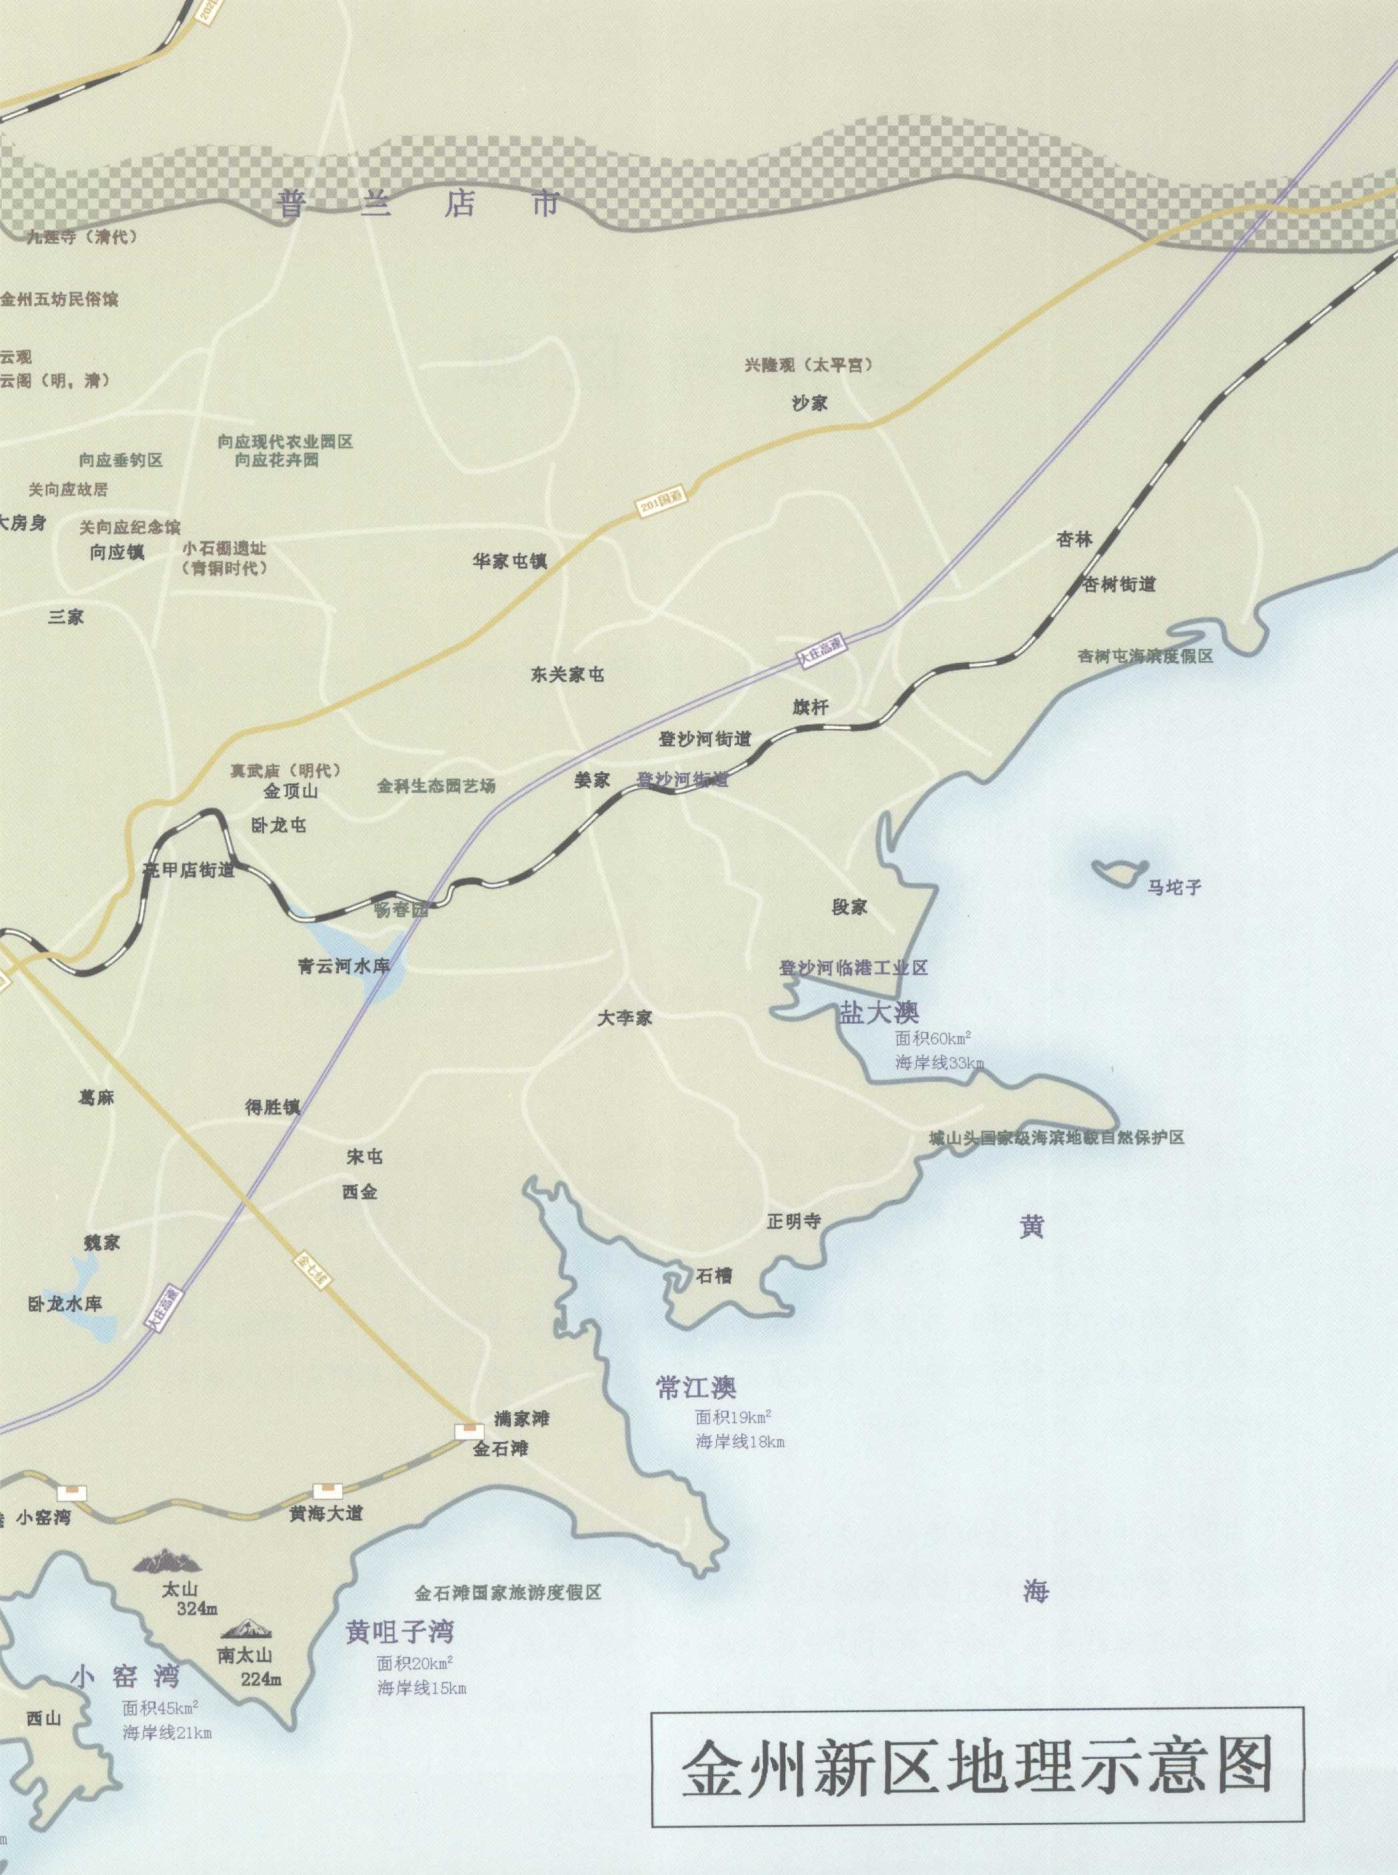 普兰店市
九莲寺（清代）
金州五坊民俗馆
云观
云阁（明，清）
兴隆观（太平宫）
沙家
向应现代农业园区
向应花卉园
向应垂钓区
关向应故居
大房身
关向应纪念馆
向应镇
小石棚遗址
（青铜时代）
201国道
华家屯镇
杏林
杏树街道
三家
杏树屯海滨度假区
大庄高速
东关家屯
旗杆
登沙河街道
姜家
登沙河街道
真武庙（明代）
金顶山
金科生态园艺场
卧龙屯
亮甲店街道
畅春园
马坨子
段家
青云河水库
登沙河临港工业区
盐大澳
面积60km²
海岸线33km
大李家
葛麻
得胜镇
城山头国家级海滨地貌自然保护区
宋屯
西金
正明寺
黄
魏家
石槽
金七线
卧龙水库
大庄高速
常江澳
面积19km²
海岸线18km
满家滩
金石滩
小窑湾
黄海大道
太山
324m
金石滩国家旅游度假区
海
南太山
224m
黄咀子湾
面积20km²
海岸线15km
小窑湾
面积45km²
海岸线21km
西山
金州新区地理示意图